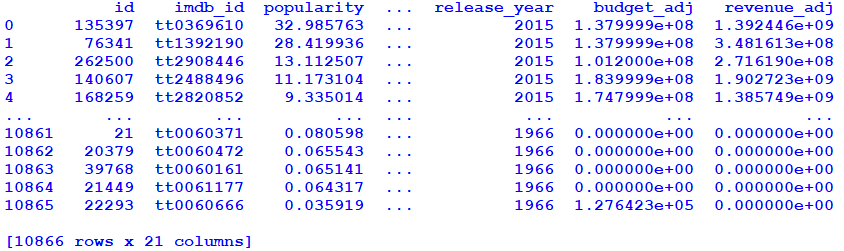 id imdb_id popularity ... release_year budget_adj revenue_adj
0 135397 tt0369610 32.985763 ... 2015 1.379999e+08 1.392446e+09
1 76341 tt1392190 28.419936 ... 2015 1.379999e+08 3.481613e+08
2 262500 tt2908446 13.112507 ... 2015 1.012000e+08 2.716190e+08
3 140607 tt2488496 11.173104 ... 2015 1.839999e+08 1.902723e+09
4 168259 tt2820852 9.335014 ... 2015 1.747999e+08 1.385749e+09
... ... ... ... ... ... ... ...
10861 21 tt0060371 0.080598 ... 1966 0.000000e+00 0.000000e+00
10862 20379 tt0060472 0.065543 ... 1966 0.000000e+00 0.000000e+00
10863 39768 tt0060161 0.065141 ... 1966 0.000000e+00 0.000000e+00
10864 21449 tt0061177 0.064317 ... 1966 0.000000e+00 0.000000e+00
10865 22293 tt0060666 0.035919 ... 1966 1.276423e+05 0.000000e+00
[10866 rows x 21 columns]